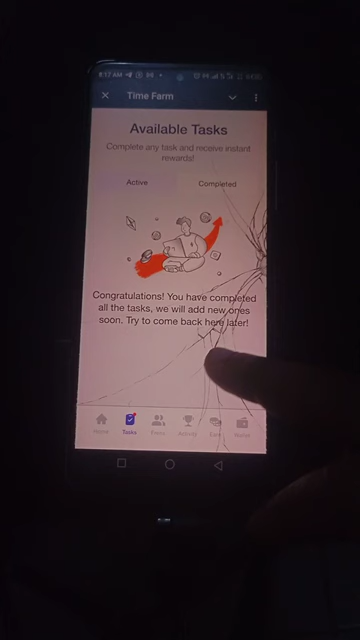 8:17 AM
Time Farm
Available Tasks
Complete any task and receive instant
rewards!
Active
Completed
Congratulations! You have completed
all the tasks, we will add new ones
soon. Try to come back here later!
Home
Tasks
Frens
Activity
Earn